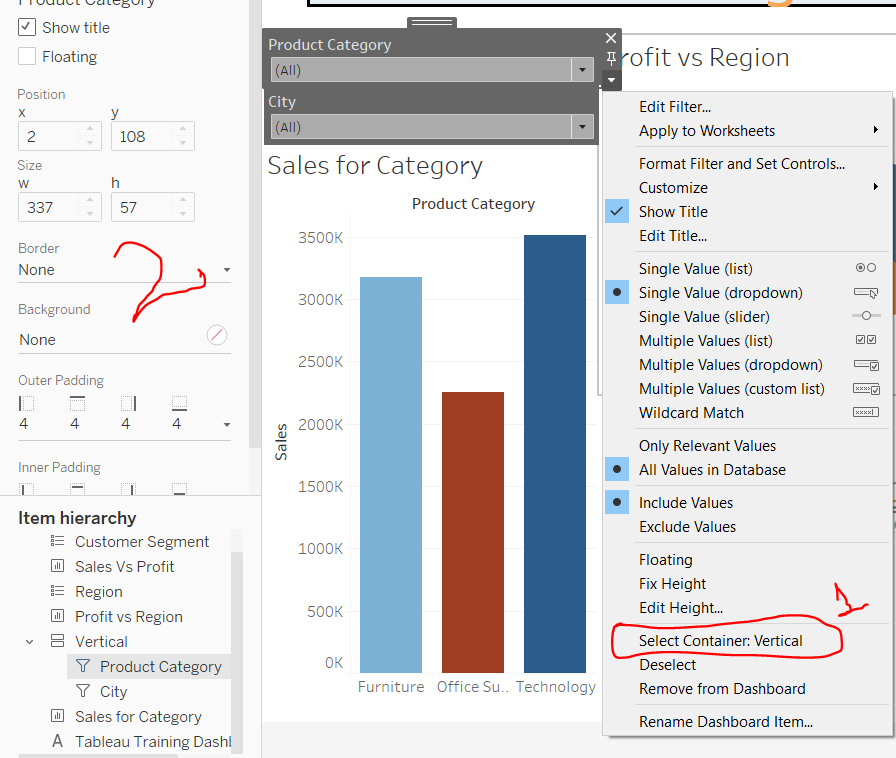 Product Category
Show title
Floating
Position
x
y
2
108
Size
w
h
337
57
Border
None
Background
None
Outer Padding
4
4
4
4
Inner Padding
Item hierarchy
Customer Segment
Sales Vs Profit
Region
Profit vs Region
Vertical
Product Category
City
Sales for Category
A Tableau Training Dashb
2.
Product Category
(All)
City
(All)
Sales for Category
Product Category
3500K
3000K
2500K
2000K
1500K
1000K
500K
0K
Sales
Furniture
Office Su..
Technology
rofit vs Region
Edit Filter...
Apply to Worksheets
Format Filter and Set Controls...
Customize
Show Title
Edit Title...
Single Value (list)
Single Value (dropdown)
Single Value (slider)
Multiple Values (list)
Multiple Values (dropdown)
Multiple Values (custom list)
Wildcard Match
Only Relevant Values
All Values in Database
Include Values
Exclude Values
Floating
Fix Height
Edit Height...
1
Select Container: Vertical
Deselect
Remove from Dashboard
Rename Dashboard Item...